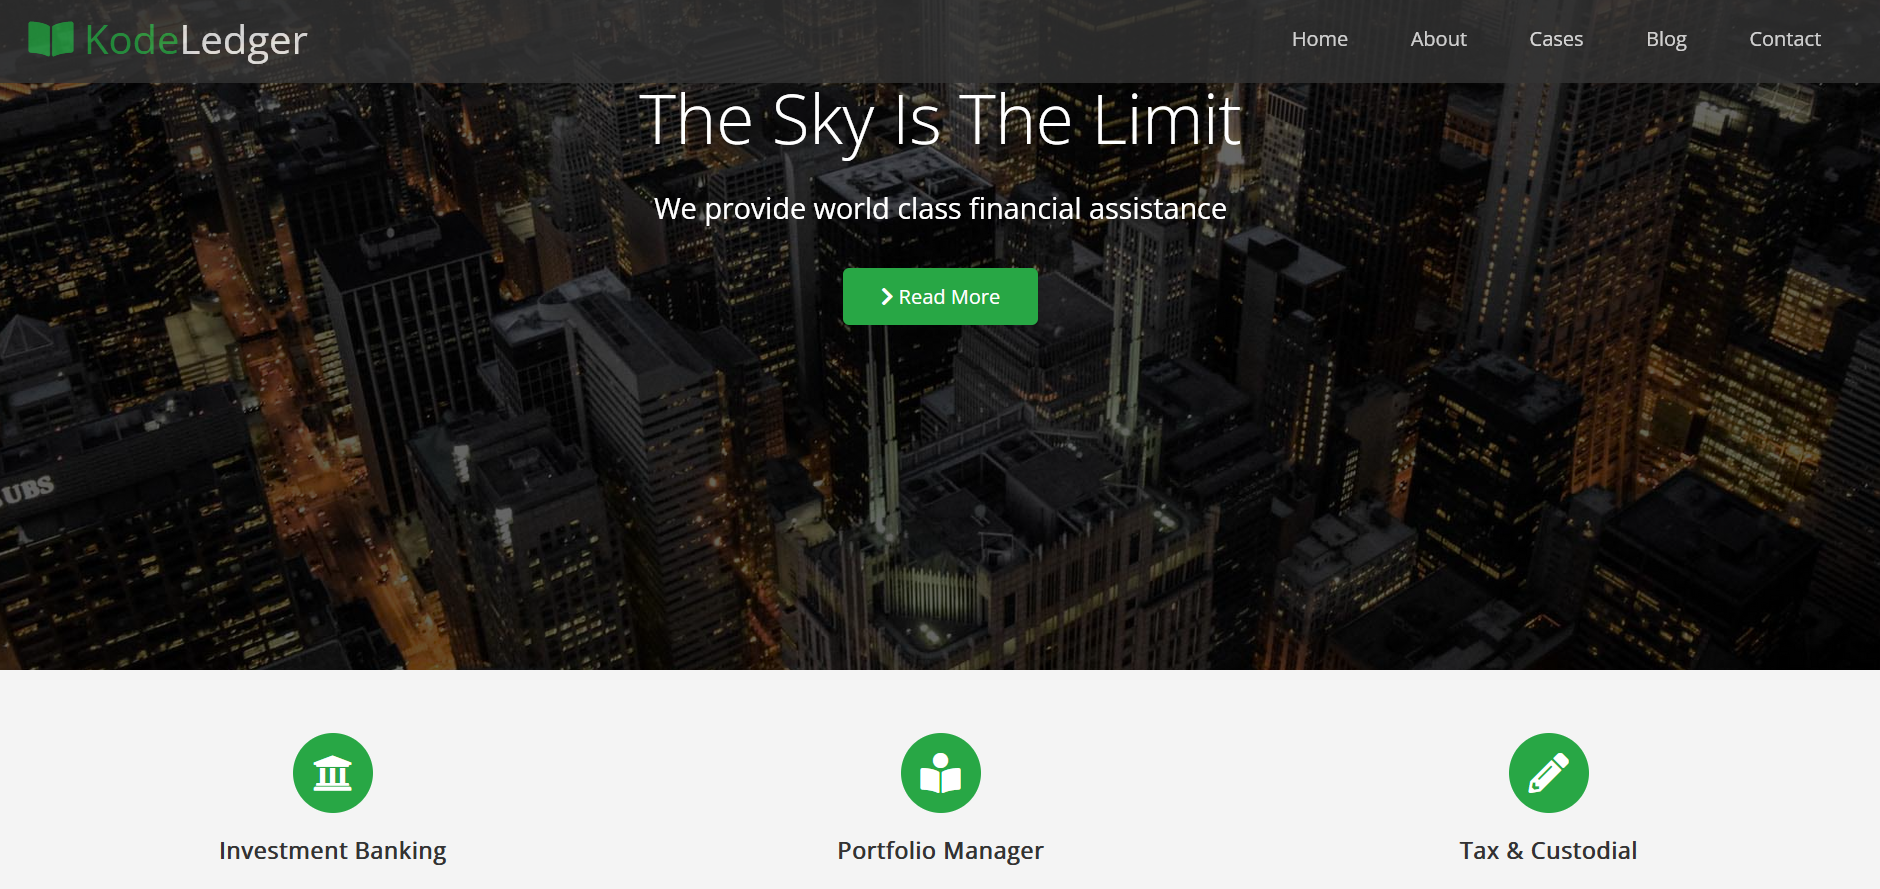 KodeLedger
Home About Cases Blog Contact
The Sky Is The Limit
We provide world class financial assistance
Read More
UBS
Investment Banking Portfolio Manager Tax & Custodial